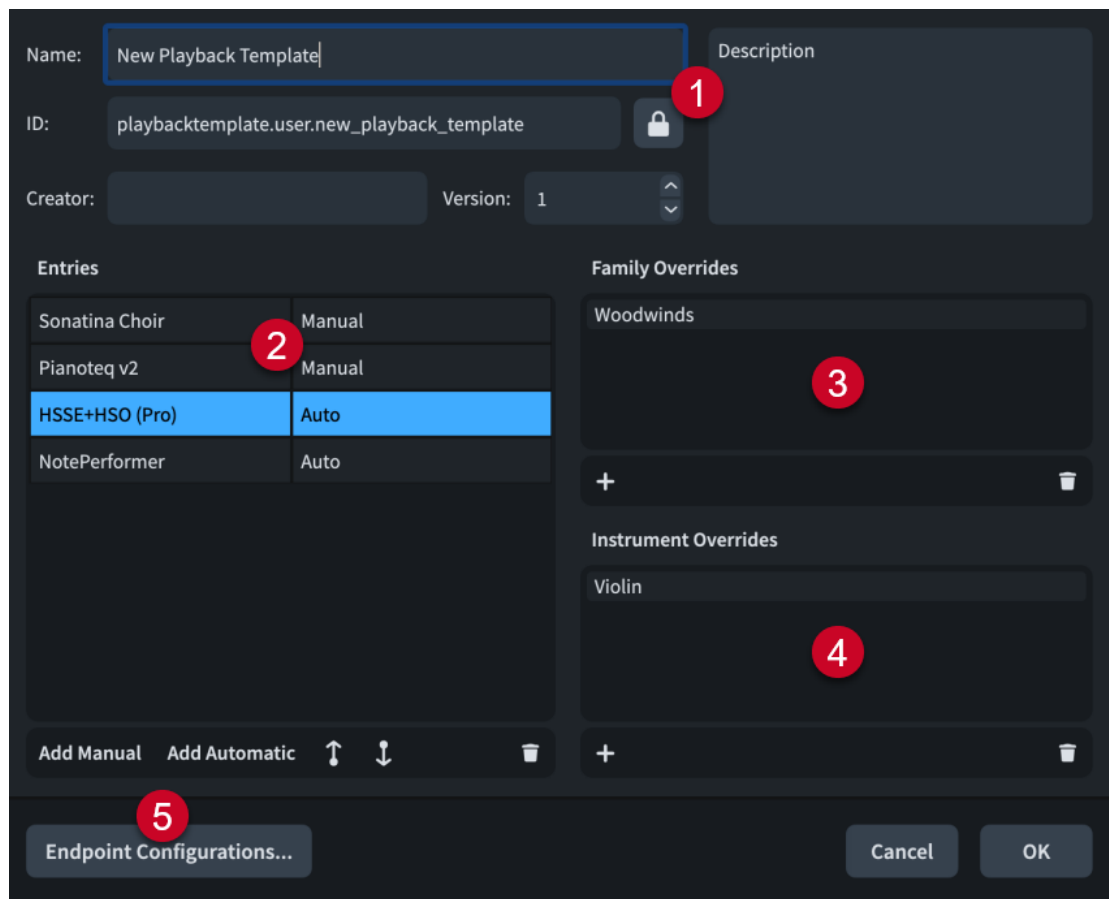 Name: New Playback Template
Description
1
ID: playbacktemplate.user.new_playback_template
Creator: Version: 1
Entries
Family Overrides
Sonatina Choir Manual
2
Pianoteq v2 Manual
HSSE+HSO (Pro) Auto
NotePerformer Auto
Woodwinds
3
Instrument Overrides
Violin
4
Add Manual Add Automatic
5
Endpoint Configurations...
Cancel OK